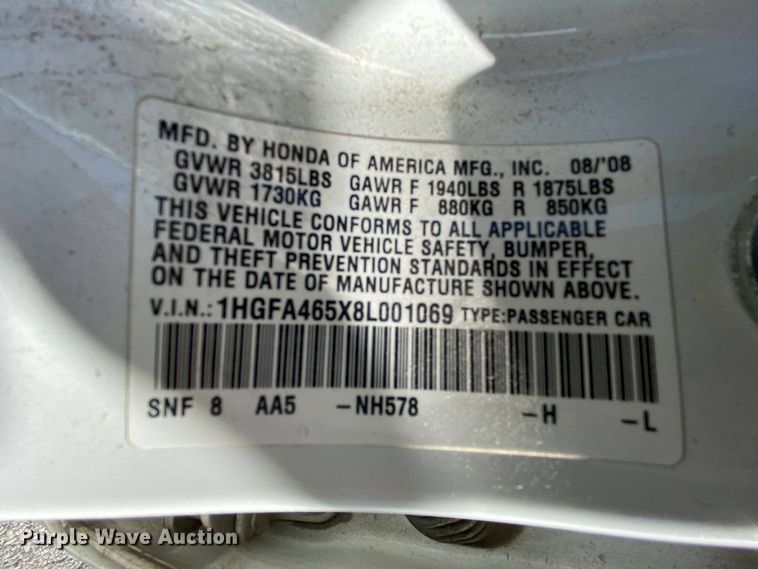 MFD. BY HONDA OF AMERICA MFG., INC. 08/'08
GVWR 3815LBS GAWR F 1940LBS R 1875LBS
GVWR 1730KG GAWR F 880KG R 850KG
THIS VEHICLE CONFORMS TO ALL APPLICABLE
FEDERAL MOTOR VEHICLE SAFETY, BUMPER,
AND THEFT PREVENTION STANDARDS IN EFFECT
ON THE DATE OF MANUFACTURE SHOWN ABOVE.
V.I.N.: 1HGFA465X8L001069 TYPE:PASSENGER CAR
SNF 8 AA5 -NH578 -H -L
Purple Wave Auction